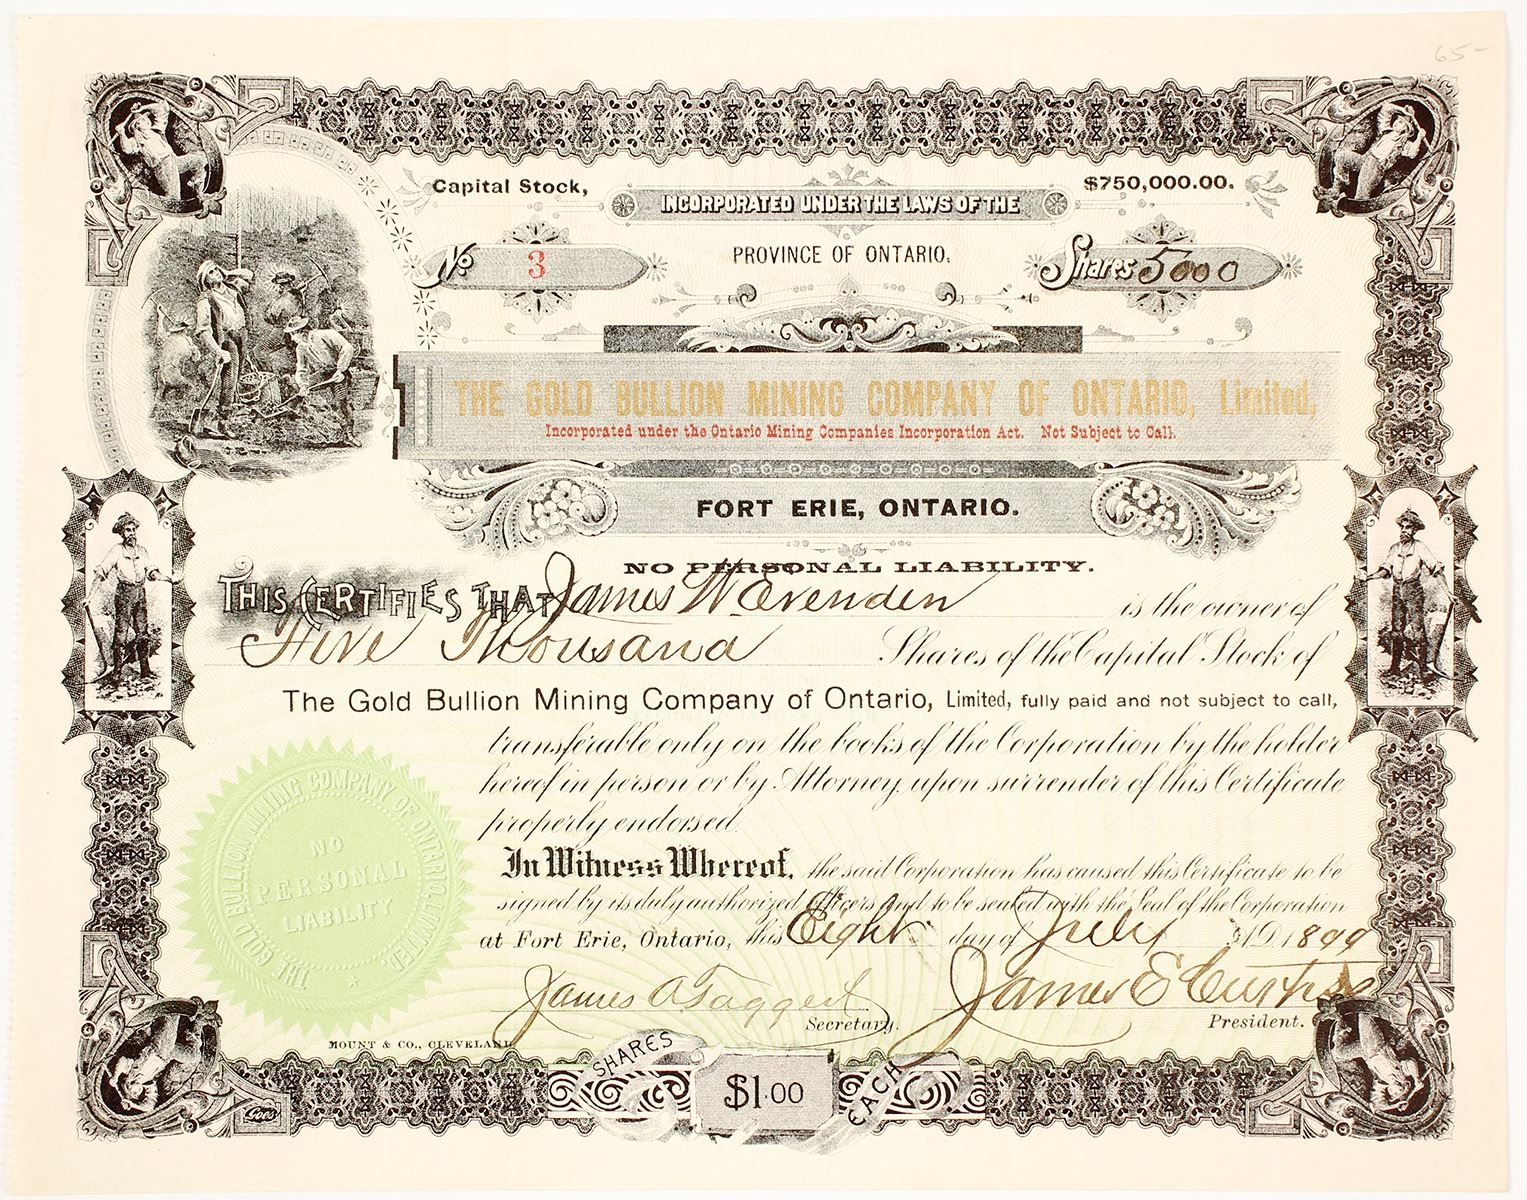 65-
Capital Stock, $750,000.00.
INCORPORATED UNDER THE LAWS OF THE
PROVINCE OF ONTARIO.
No 3 Shares 5000
THE GOLD BULLION MINING COMPANY OF ONTARIO, Limited,
Incorporated under the Ontario Mining Companies Incorporation Act. Not Subject to Call.
FORT ERIE, ONTARIO.
NO PERSONAL LIABILITY.
THIS CERTIFIES THAT James W Evenden is the owner of
Five Thousand Shares of the Capital Stock of
The Gold Bullion Mining Company of Ontario, Limited, fully paid and not subject to call,
transferable only on the books of the Corporation by the holder
hereof in person or by Attorney, upon surrender of this Certificate
properly endorsed.
In Witness Whereof, the said Corporation has caused this Certificate to be
signed by its duly authorized officers and to be sealed with the Seal of the Corporation
at Fort Erie, Ontario, this Eight day of July 1899
James A Taggert Secretary.
James E Curtiss President.
THE GOLD BULLION MINING COMPANY OF ONTARIO LIMITED.
NO
PERSONAL
LIABILITY
MOUNT & CO., CLEVELAND
SHARES $1.00 EACH
Goes